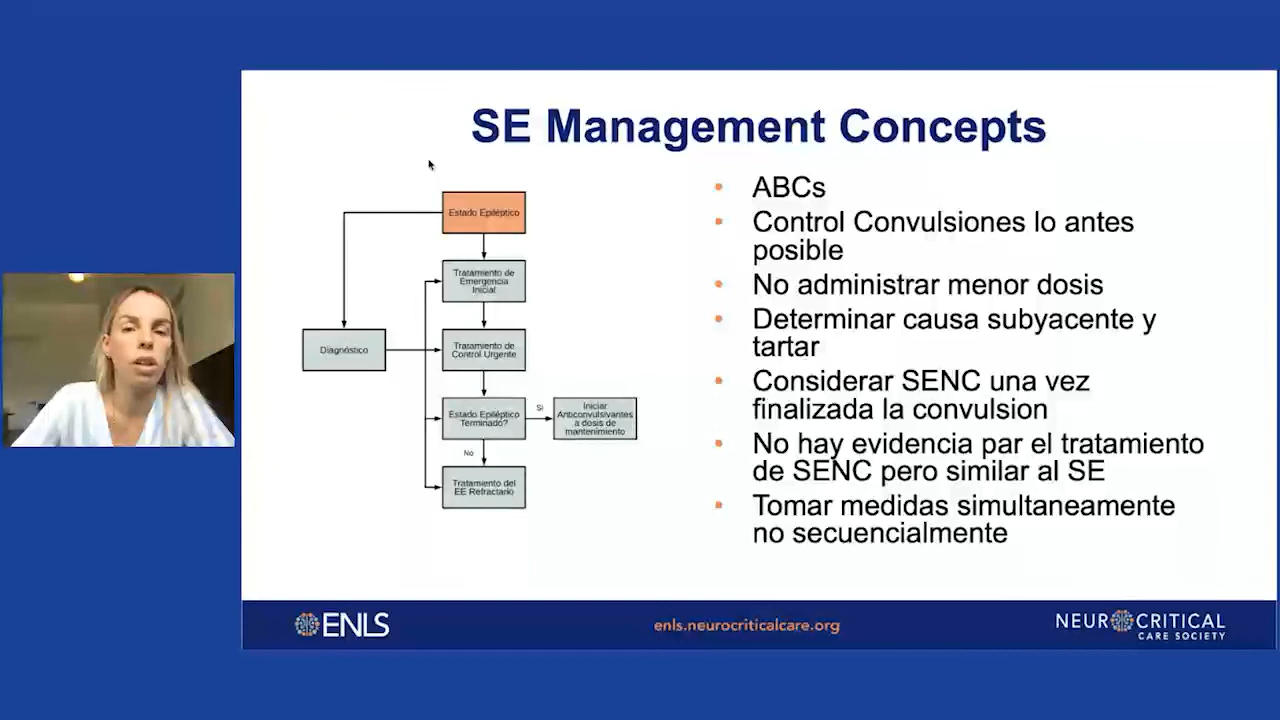 SE Management Concepts
Estado Epiléptico
Tratamiento de
Emergencia
Inicial
Diagnóstico
Tratamiento de
Control Urgente
Estado Epiléptico
Terminado?
Si
Iniciar
Anticonvulsivantes
a dosis de
mantenimiento
No
Tratamiento del
EE Refractario
• ABCs
• Control Convulsiones lo antes
posible
• No administrar menor dosis
• Determinar causa subyacente y
tartar
• Considerar SENC una vez
finalizada la convulsion
• No hay evidencia par el tratamiento
de SENC pero similar al SE
• Tomar medidas simultaneamente
no secuencialmente
ENLS
enls.neurocriticalcare.org
NEUROCRITICAL
CARE SOCIETY